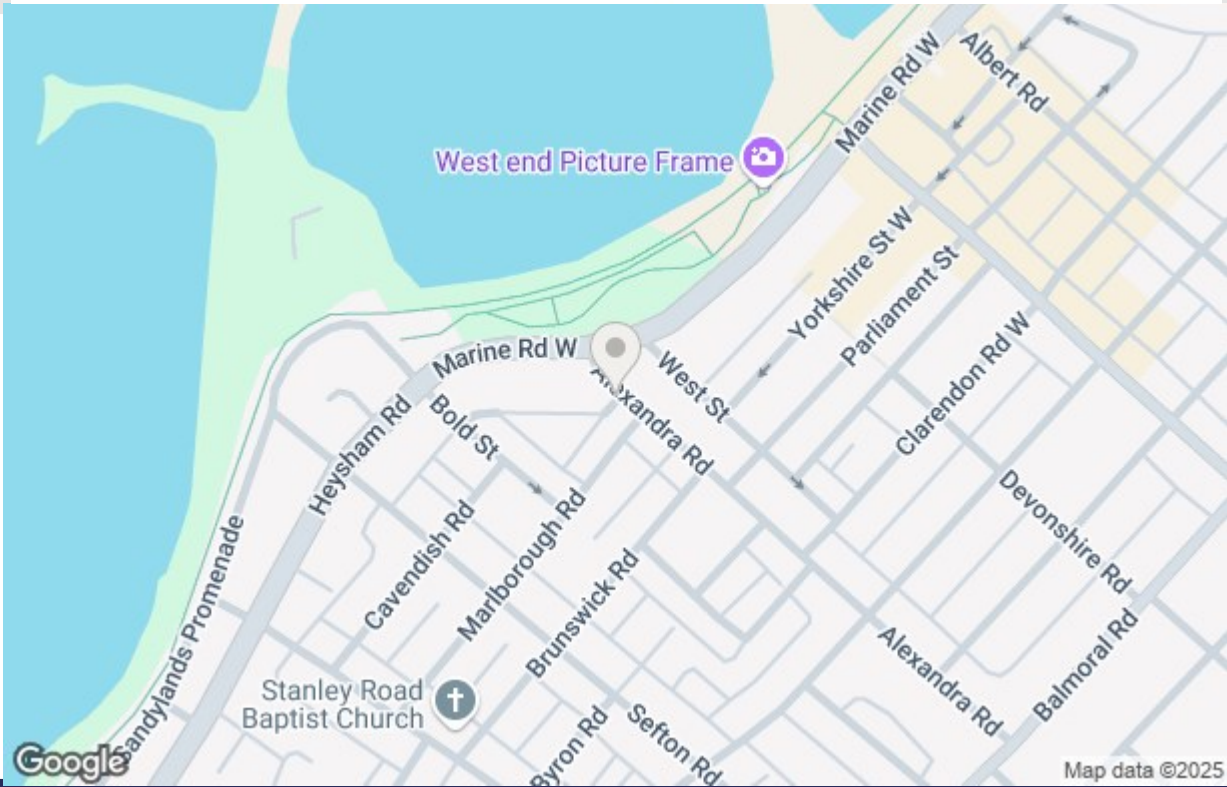 Albert Rd
Marine Rd W
West end Picture Frame
Yorkshire St W
Parliament St
Marine Rd W
Clarendon Rd W
West St
Alexandra Rd
Bold St
Heysham Rd
Devonshire Rd
Cavendish Rd
Marlborough Rd
Brunswick Rd
Sandylands Promenade
Alexandra Rd
Balmoral Rd
Stanley Road
Baptist Church
Sefton Rd
Byron Rd
Google
Map data ©2025